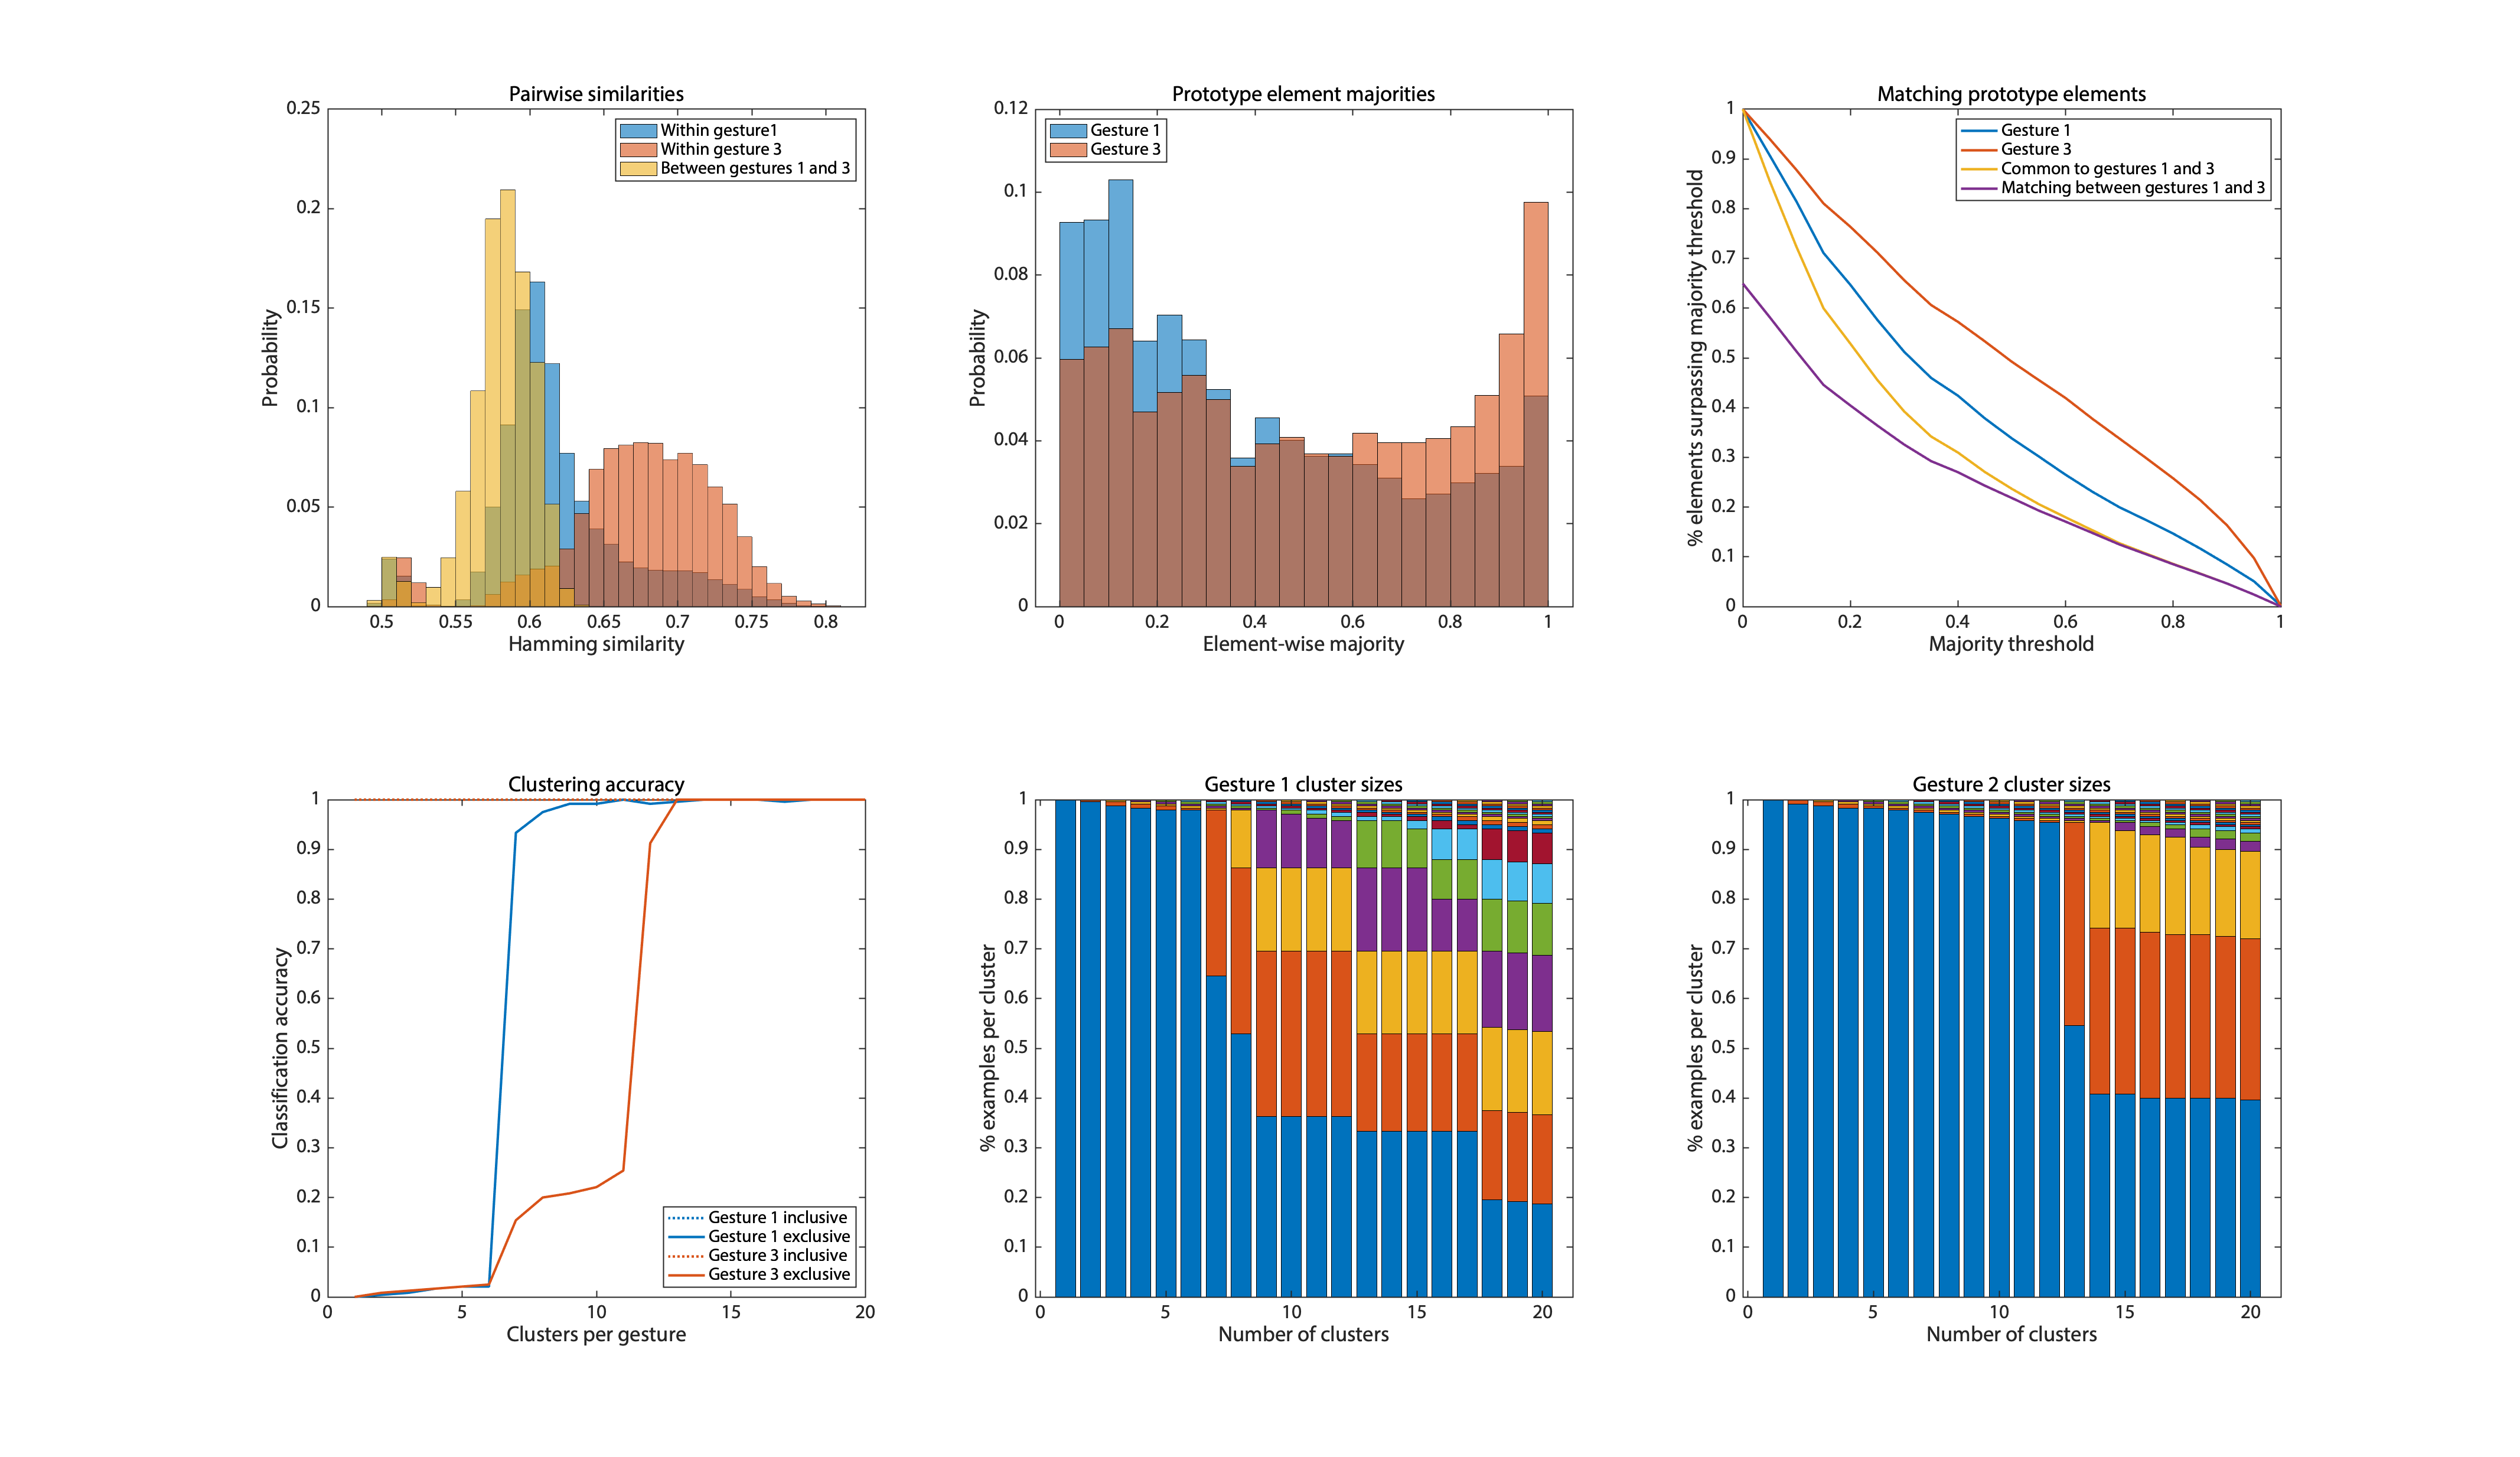 Pairwise similarities
0.25
0.2
0.15
0.1
0.05
0
Probability
Within gesture1
Within gesture 3
Between gestures 1 and 3
0.5 0.55 0.6 0.65 0.7 0.75 0.8
Hamming similarity
Prototype element majorities
0.12
0.1
0.08
0.06
0.04
0.02
0
Probability
Gesture 1
Gesture 3
0 0.2 0.4 0.6 0.8 1
Element-wise majority
Matching prototype elements
1
0.9
0.8
0.7
0.6
0.5
0.4
0.3
0.2
0.1
0
% elements surpassing majority threshold
Gesture 1
Gesture 3
Common to gestures 1 and 3
Matching between gestures 1 and 3
0 0.2 0.4 0.6 0.8 1
Majority threshold
Clustering accuracy
1
0.9
0.8
0.7
0.6
0.5
0.4
0.3
0.2
0.1
0
Classification accuracy
Gesture 1 inclusive
Gesture 1 exclusive
Gesture 3 inclusive
Gesture 3 exclusive
0 5 10 15 20
Clusters per gesture
Gesture 1 cluster sizes
1
0.9
0.8
0.7
0.6
0.5
0.4
0.3
0.2
0.1
0
% examples per cluster
0 5 10 15 20
Number of clusters
Gesture 2 cluster sizes
1
0.9
0.8
0.7
0.6
0.5
0.4
0.3
0.2
0.1
0
% examples per cluster
0 5 10 15 20
Number of clusters